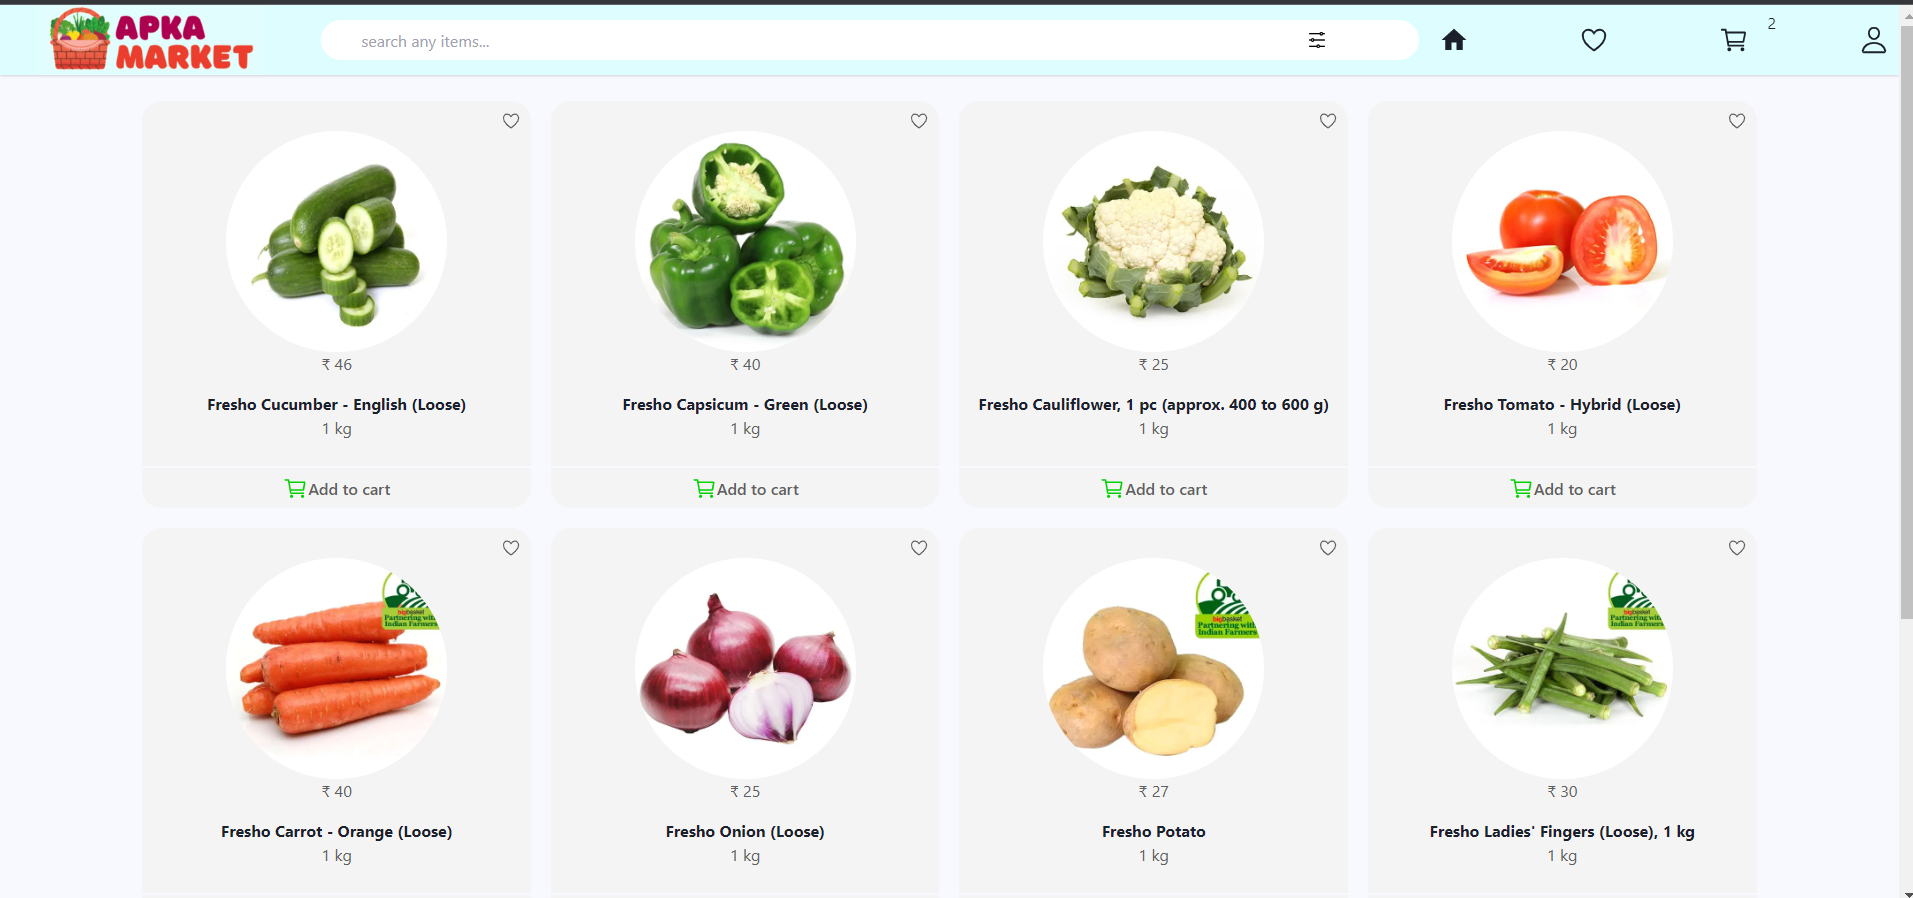 APKA
MARKET
search any items...
2
₹ 46
Fresho Cucumber - English (Loose)
1 kg
Add to cart
₹ 40
Fresho Capsicum - Green (Loose)
1 kg
Add to cart
₹ 25
Fresho Cauliflower, 1 pc (approx. 400 to 600 g)
1 kg
Add to cart
₹ 20
Fresho Tomato - Hybrid (Loose)
1 kg
Add to cart
bigbasket
Partnering with
Indian Farmers
₹ 40
Fresho Carrot - Orange (Loose)
1 kg
₹ 25
Fresho Onion (Loose)
1 kg
bigbasket
Partnering with
Indian Farmers
₹ 27
Fresho Potato
1 kg
bigbasket
Partnering with
Indian Farmers
₹ 30
Fresho Ladies' Fingers (Loose), 1 kg
1 kg